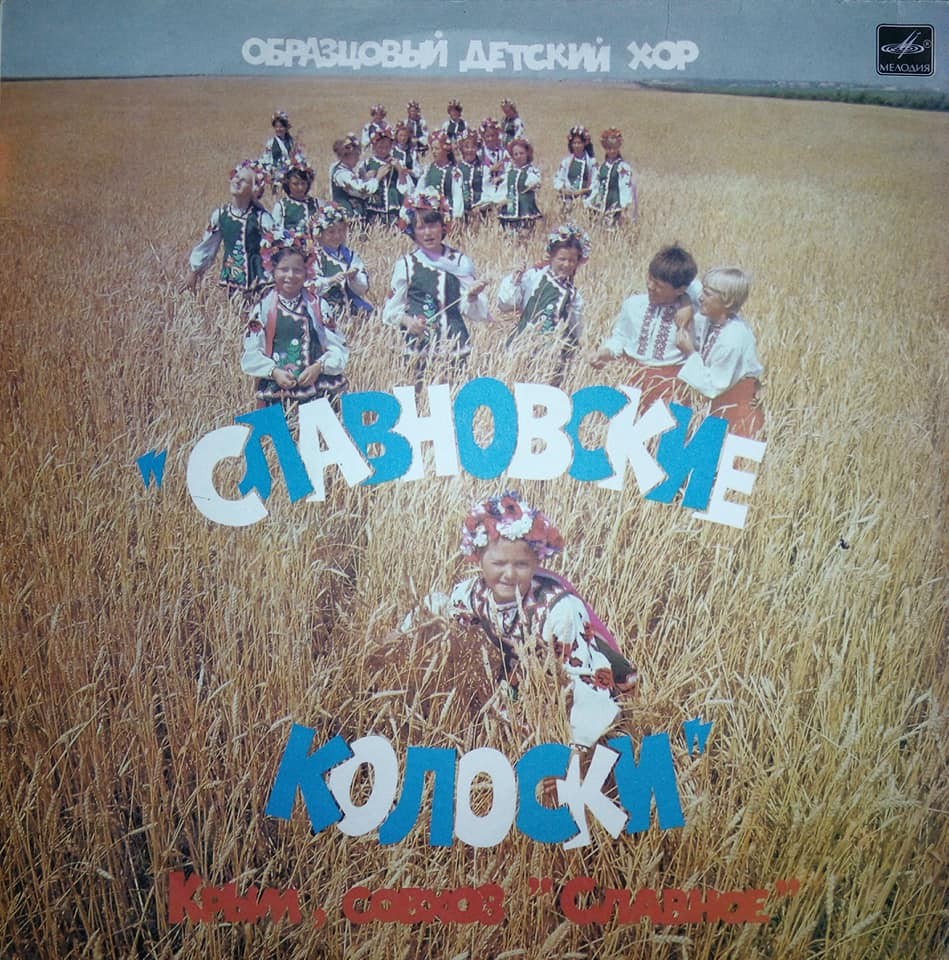 ОБРАЗЦОВЫЙ ДЕТСКИЙ ХОР
МЕЛОДИЯ
"СЛАВНОВСКИЕ
КОЛОСКИ"
КРЫМ, СОВХОЗ "СЛАВНОЕ"